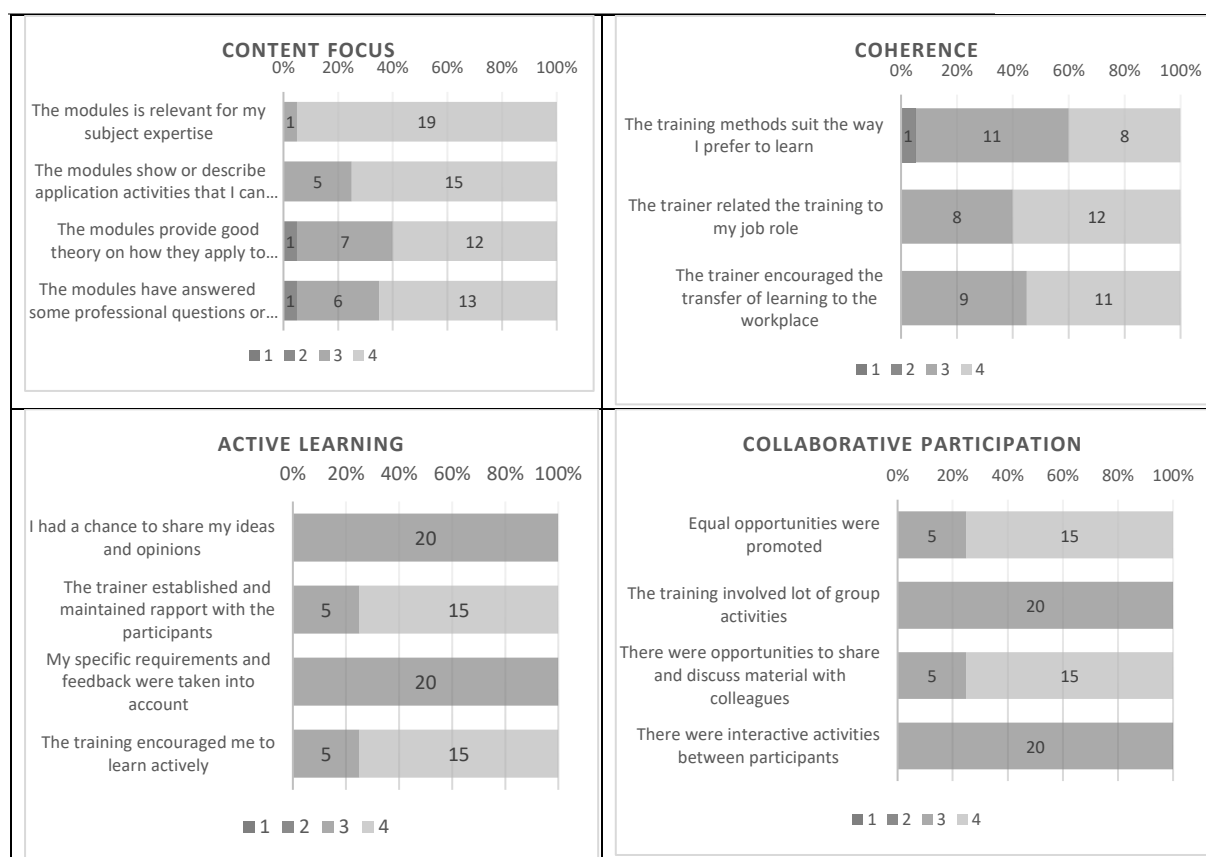 CONTENT FOCUS
0% 20% 40% 60% 80% 100%
The modules is relevant for my
subject expertise
1 19
The modules show or describe
application activities that I can…
5 15
The modules provide good
theory on how they apply to…
1 7 12
The modules have answered
some professional questions or…
1 6 13
1 2 3 4
COHERENCE
0% 20% 40% 60% 80% 100%
The training methods suit the way
I prefer to learn
1 11 8
The trainer related the training to
my job role
8 12
The trainer encouraged the
transfer of learning to the
workplace
9 11
1 2 3 4
ACTIVE LEARNING
0% 20% 40% 60% 80% 100%
I had a chance to share my ideas
and opinions
20
The trainer established and
maintained rapport with the
participants
5 15
My specific requirements and
feedback were taken into
account
20
The training encouraged me to
learn actively
5 15
1 2 3 4
COLLABORATIVE PARTICIPATION
0% 20% 40% 60% 80% 100%
Equal opportunities were
promoted
5 15
The training involved lot of group
activities
20
There were opportunities to share
and discuss material with
colleagues
5 15
There were interactive activities
between participants
20
1 2 3 4